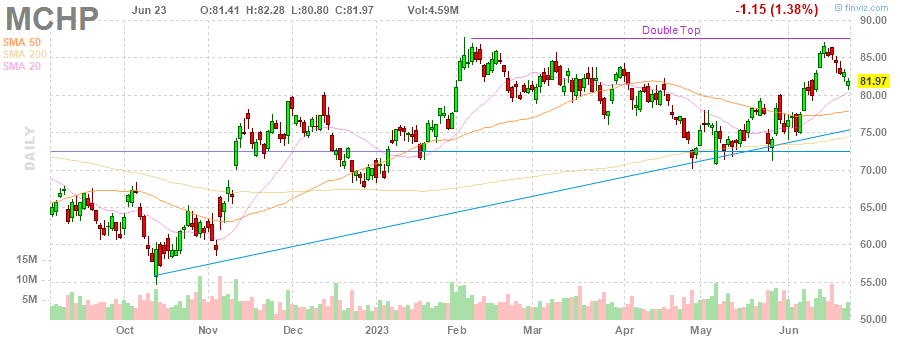 MCHP Jun 23 O:81.41 H:82.28 L:80.80 C:81.97 Vol:4.59M -1.15 (1.38%)
© finviz.com
SMA 50
SMA 200
SMA 20
Double Top
DAILY
90.00
85.00
81.97
80.00
75.00
70.00
65.00
60.00
55.00
50.00
15M
10M
5M
Oct Nov Dec 2023 Feb Mar Apr May Jun